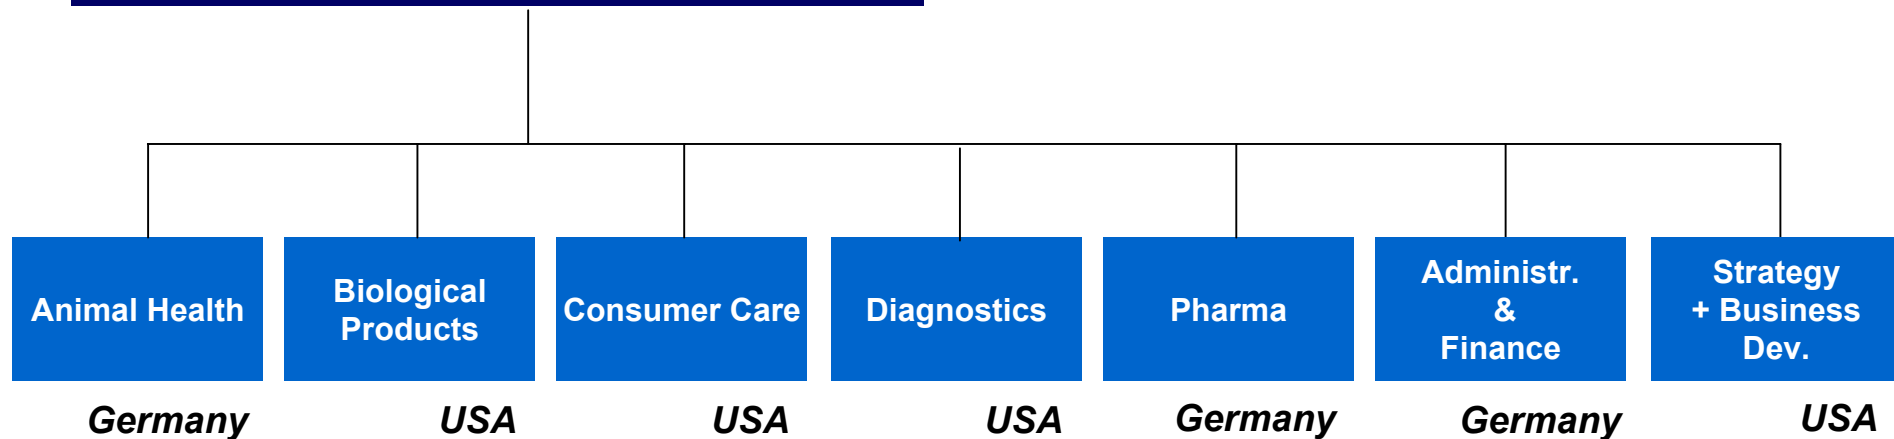 Animal Health
Biological
Products
Consumer Care
Diagnostics
Pharma
Administr.
&
Finance
Strategy
+ Business
Dev.
Germany
USA
USA
USA
Germany
Germany
USA